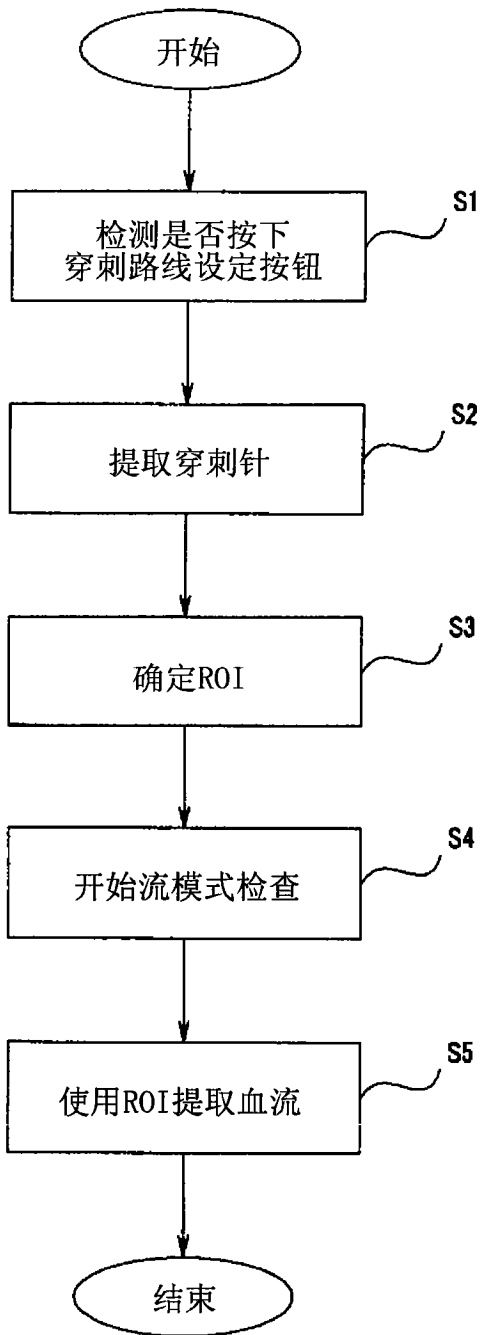 开始
S1
检测是否按下
穿刺路线设定按钮
S2
提取穿刺针
S3
确定ROI
S4
开始流模式检查
S5
使用ROI提取血流
结束